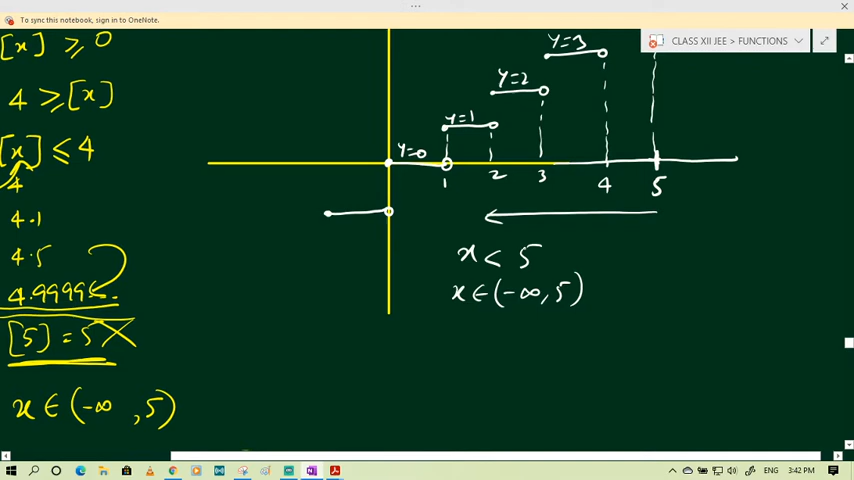 To sync this notebook, sign in to OneNote.
CLASS XII JEE > FUNCTIONS
[x] ≥ 0
4 ≥ [x]
[x] ≤ 4
4
4.1
4.5
4.9999
[5] = 5
x ∈ (-∞ , 5)
y=3
y=2
y=1
y=0
1 2 3 4 5
x < 5
x ∈ (-∞, 5)
ENG 3:42 PM